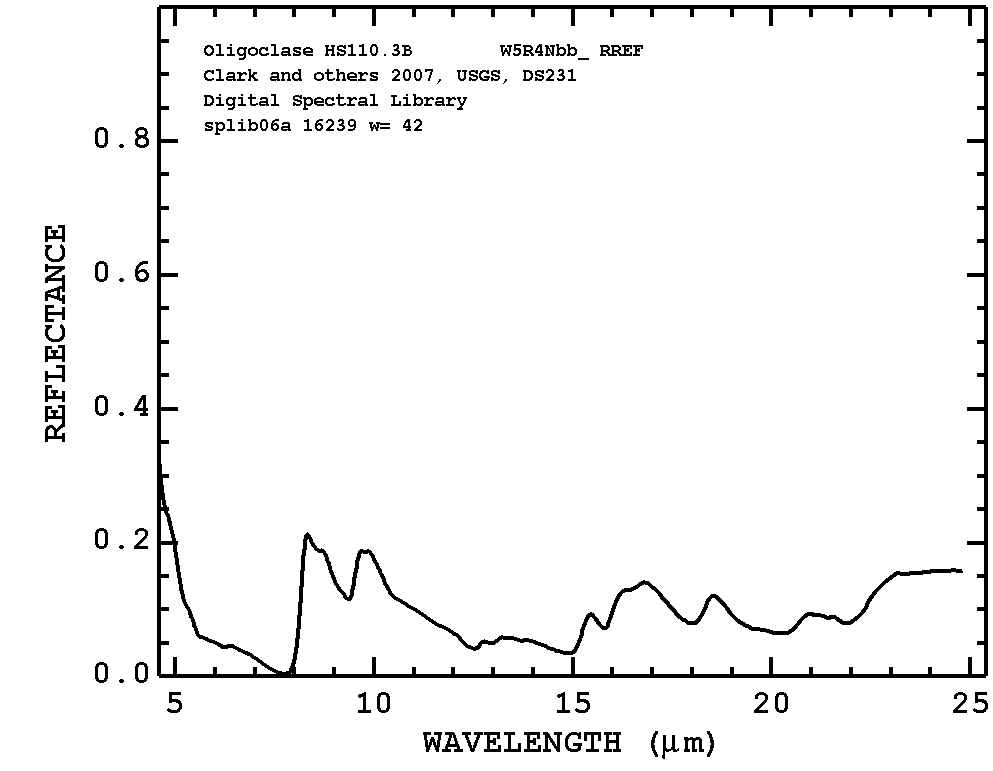 Oligoclase HS110.3B W5R4Nbb_ RREF
Clark and others 2007, USGS, DS231
Digital Spectral Library
splib06a 16239 w= 42
0.8
0.6
0.4
0.2
0.0
REFLECTANCE
5 10 15 20 25
WAVELENGTH (μm)